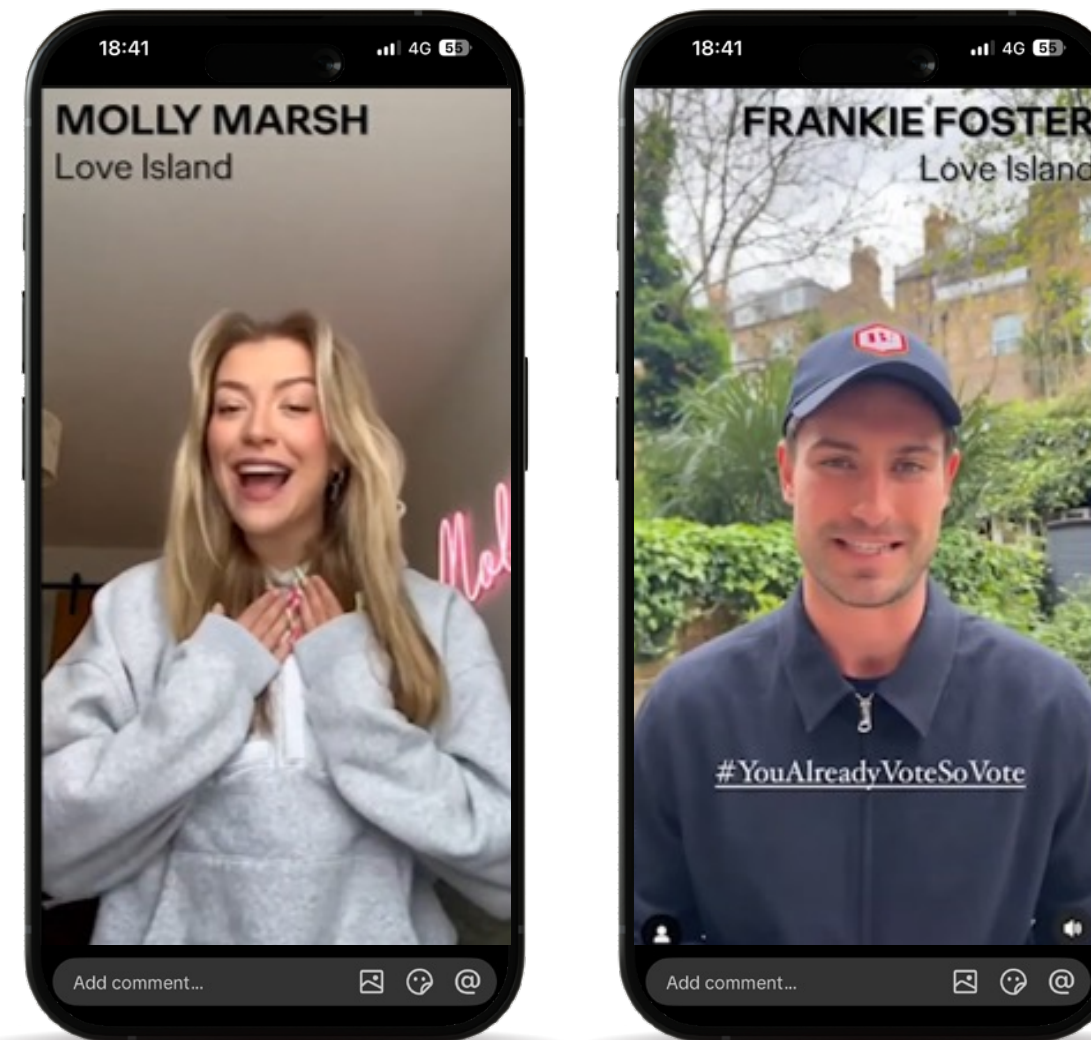 18:41
4G 55
MOLLY MARSH
Love Island
Add comment...
@
18:41
4G 55
FRANKIE FOSTER
Love Island
#YouAlreadyVoteSoVote
Add comment...
@